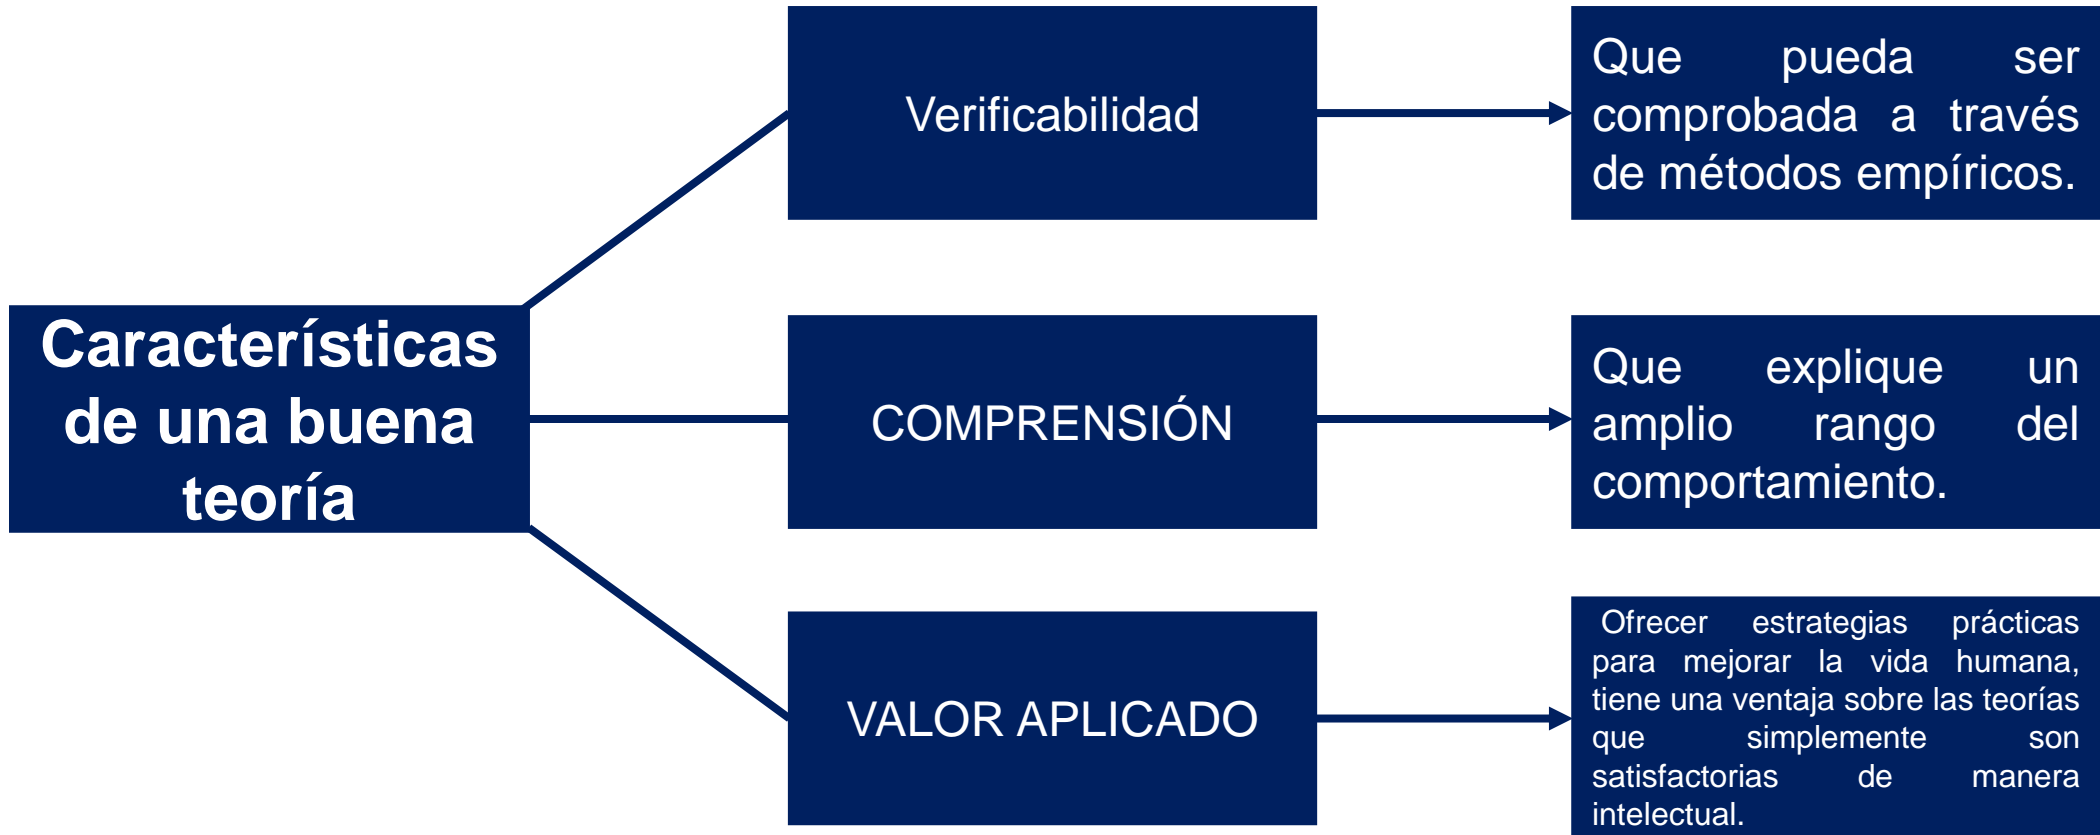 Verificabilidad
Que pueda ser
comprobada a través
de métodos empíricos.
Características
de una buena
teoría
COMPRENSIÓN
Que explique un
amplio rango del
comportamiento.
VALOR APLICADO
Ofrecer estrategias prácticas
para mejorar la vida humana,
tiene una ventaja sobre las teorías
que simplemente son
satisfactorias de manera
intelectual.